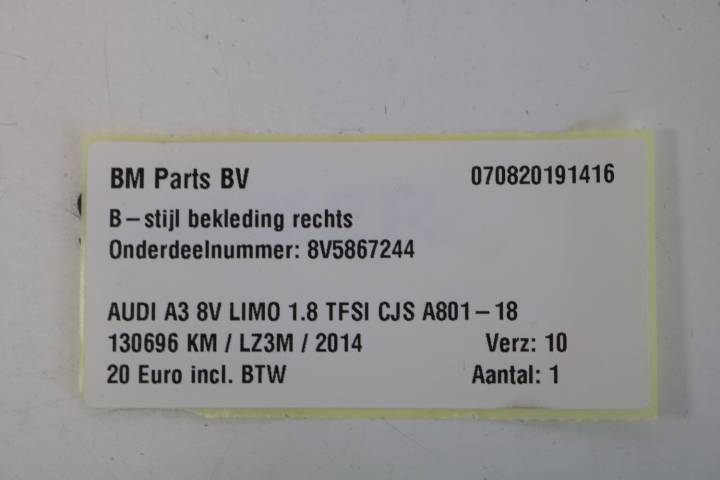 BM Parts BV 070820191416
B-stijl bekleding rechts
Onderdeelnummer: 8V5867244
AUDI A3 8V LIMO 1.8 TFSI CJS A801-18
130696 KM / LZ3M / 2014 Verz: 10
20 Euro incl. BTW Aantal: 1